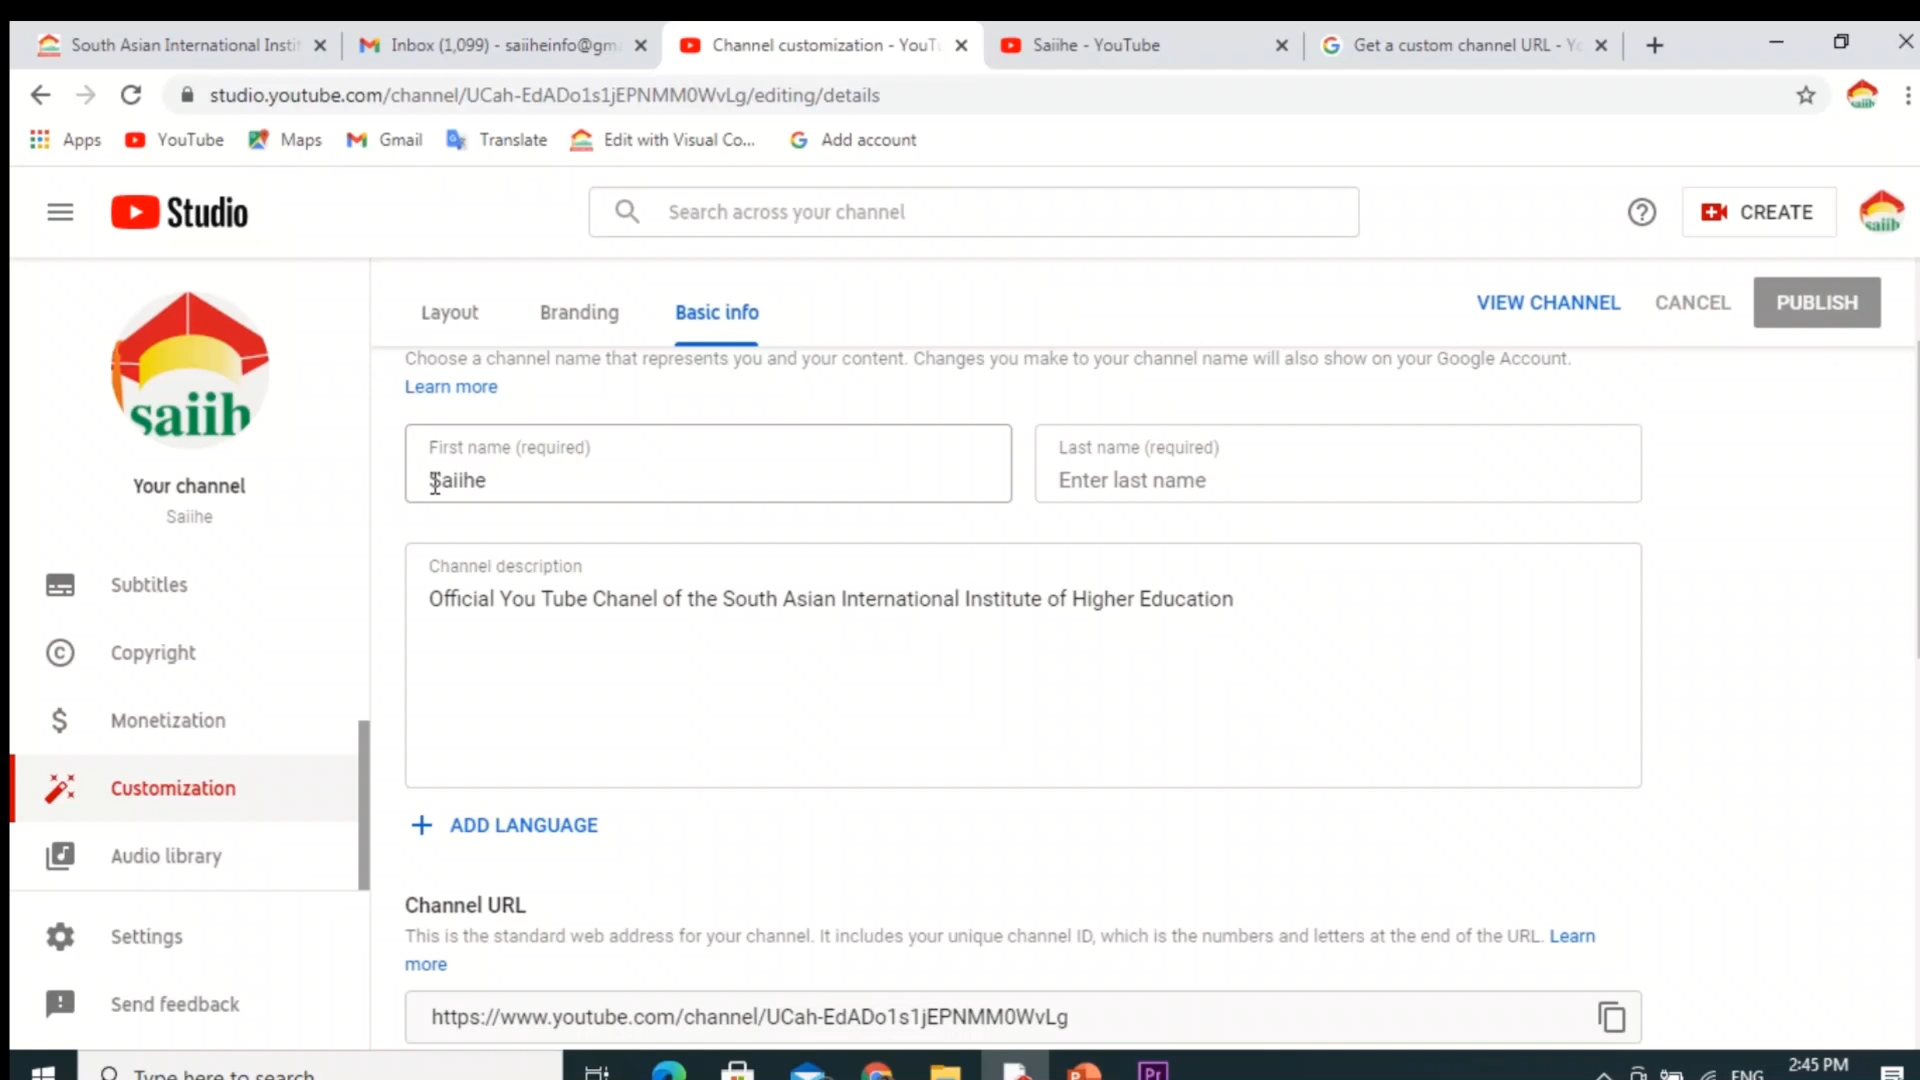 South Asian International Insti
Inbox (1,099) - saiiheinfo@gm
Channel customization - YouTu
Saiihe - YouTube
Get a custom channel URL - Yo
studio.youtube.com/channel/UCah-EdADo1s1jEPNMM0WvLg/editing/details
Apps
YouTube
Maps
Gmail
Translate
Edit with Visual Co...
Add account
Studio
Search across your channel
CREATE
saiih
Layout
Branding
Basic info
VIEW CHANNEL
CANCEL
PUBLISH
Choose a channel name that represents you and your content. Changes you make to your channel name will also show on your Google Account.
Learn more
saiih
Your channel
Saiihe
First name (required)
Saiihe
Last name (required)
Enter last name
Channel description
Official You Tube Chanel of the South Asian International Institute of Higher Education
Subtitles
Copyright
Monetization
Customization
Audio library
Settings
Send feedback
ADD LANGUAGE
Channel URL
This is the standard web address for your channel. It includes your unique channel ID, which is the numbers and letters at the end of the URL. Learn
more
https://www.youtube.com/channel/UCah-EdADo1s1jEPNMM0WvLg
Type here to search
Pr
ENG
2:45 PM